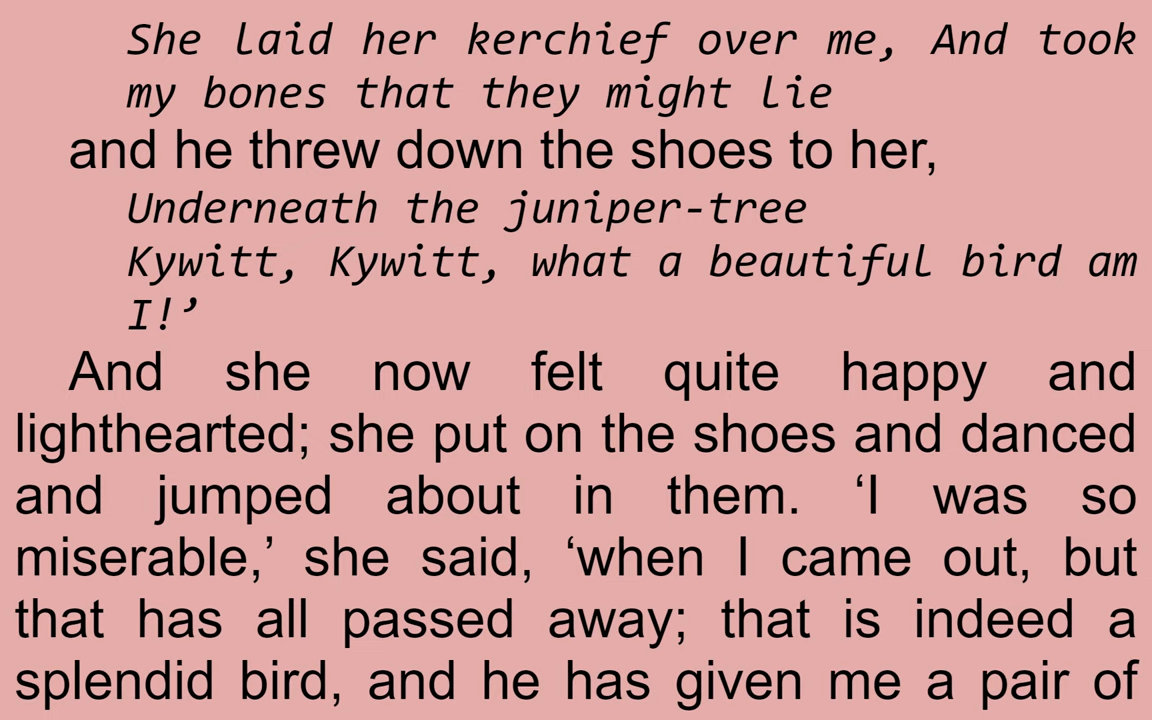 She laid her kerchief over me, And took
my bones that they might lie
and he threw down the shoes to her,
Underneath the juniper-tree
Kywitt, Kywitt, what a beautiful bird am
I!’
And she now felt quite happy and
lighthearted; she put on the shoes and danced
and jumped about in them. ‘I was so
miserable,’ she said, ‘when I came out, but
that has all passed away; that is indeed a
splendid bird, and he has given me a pair of